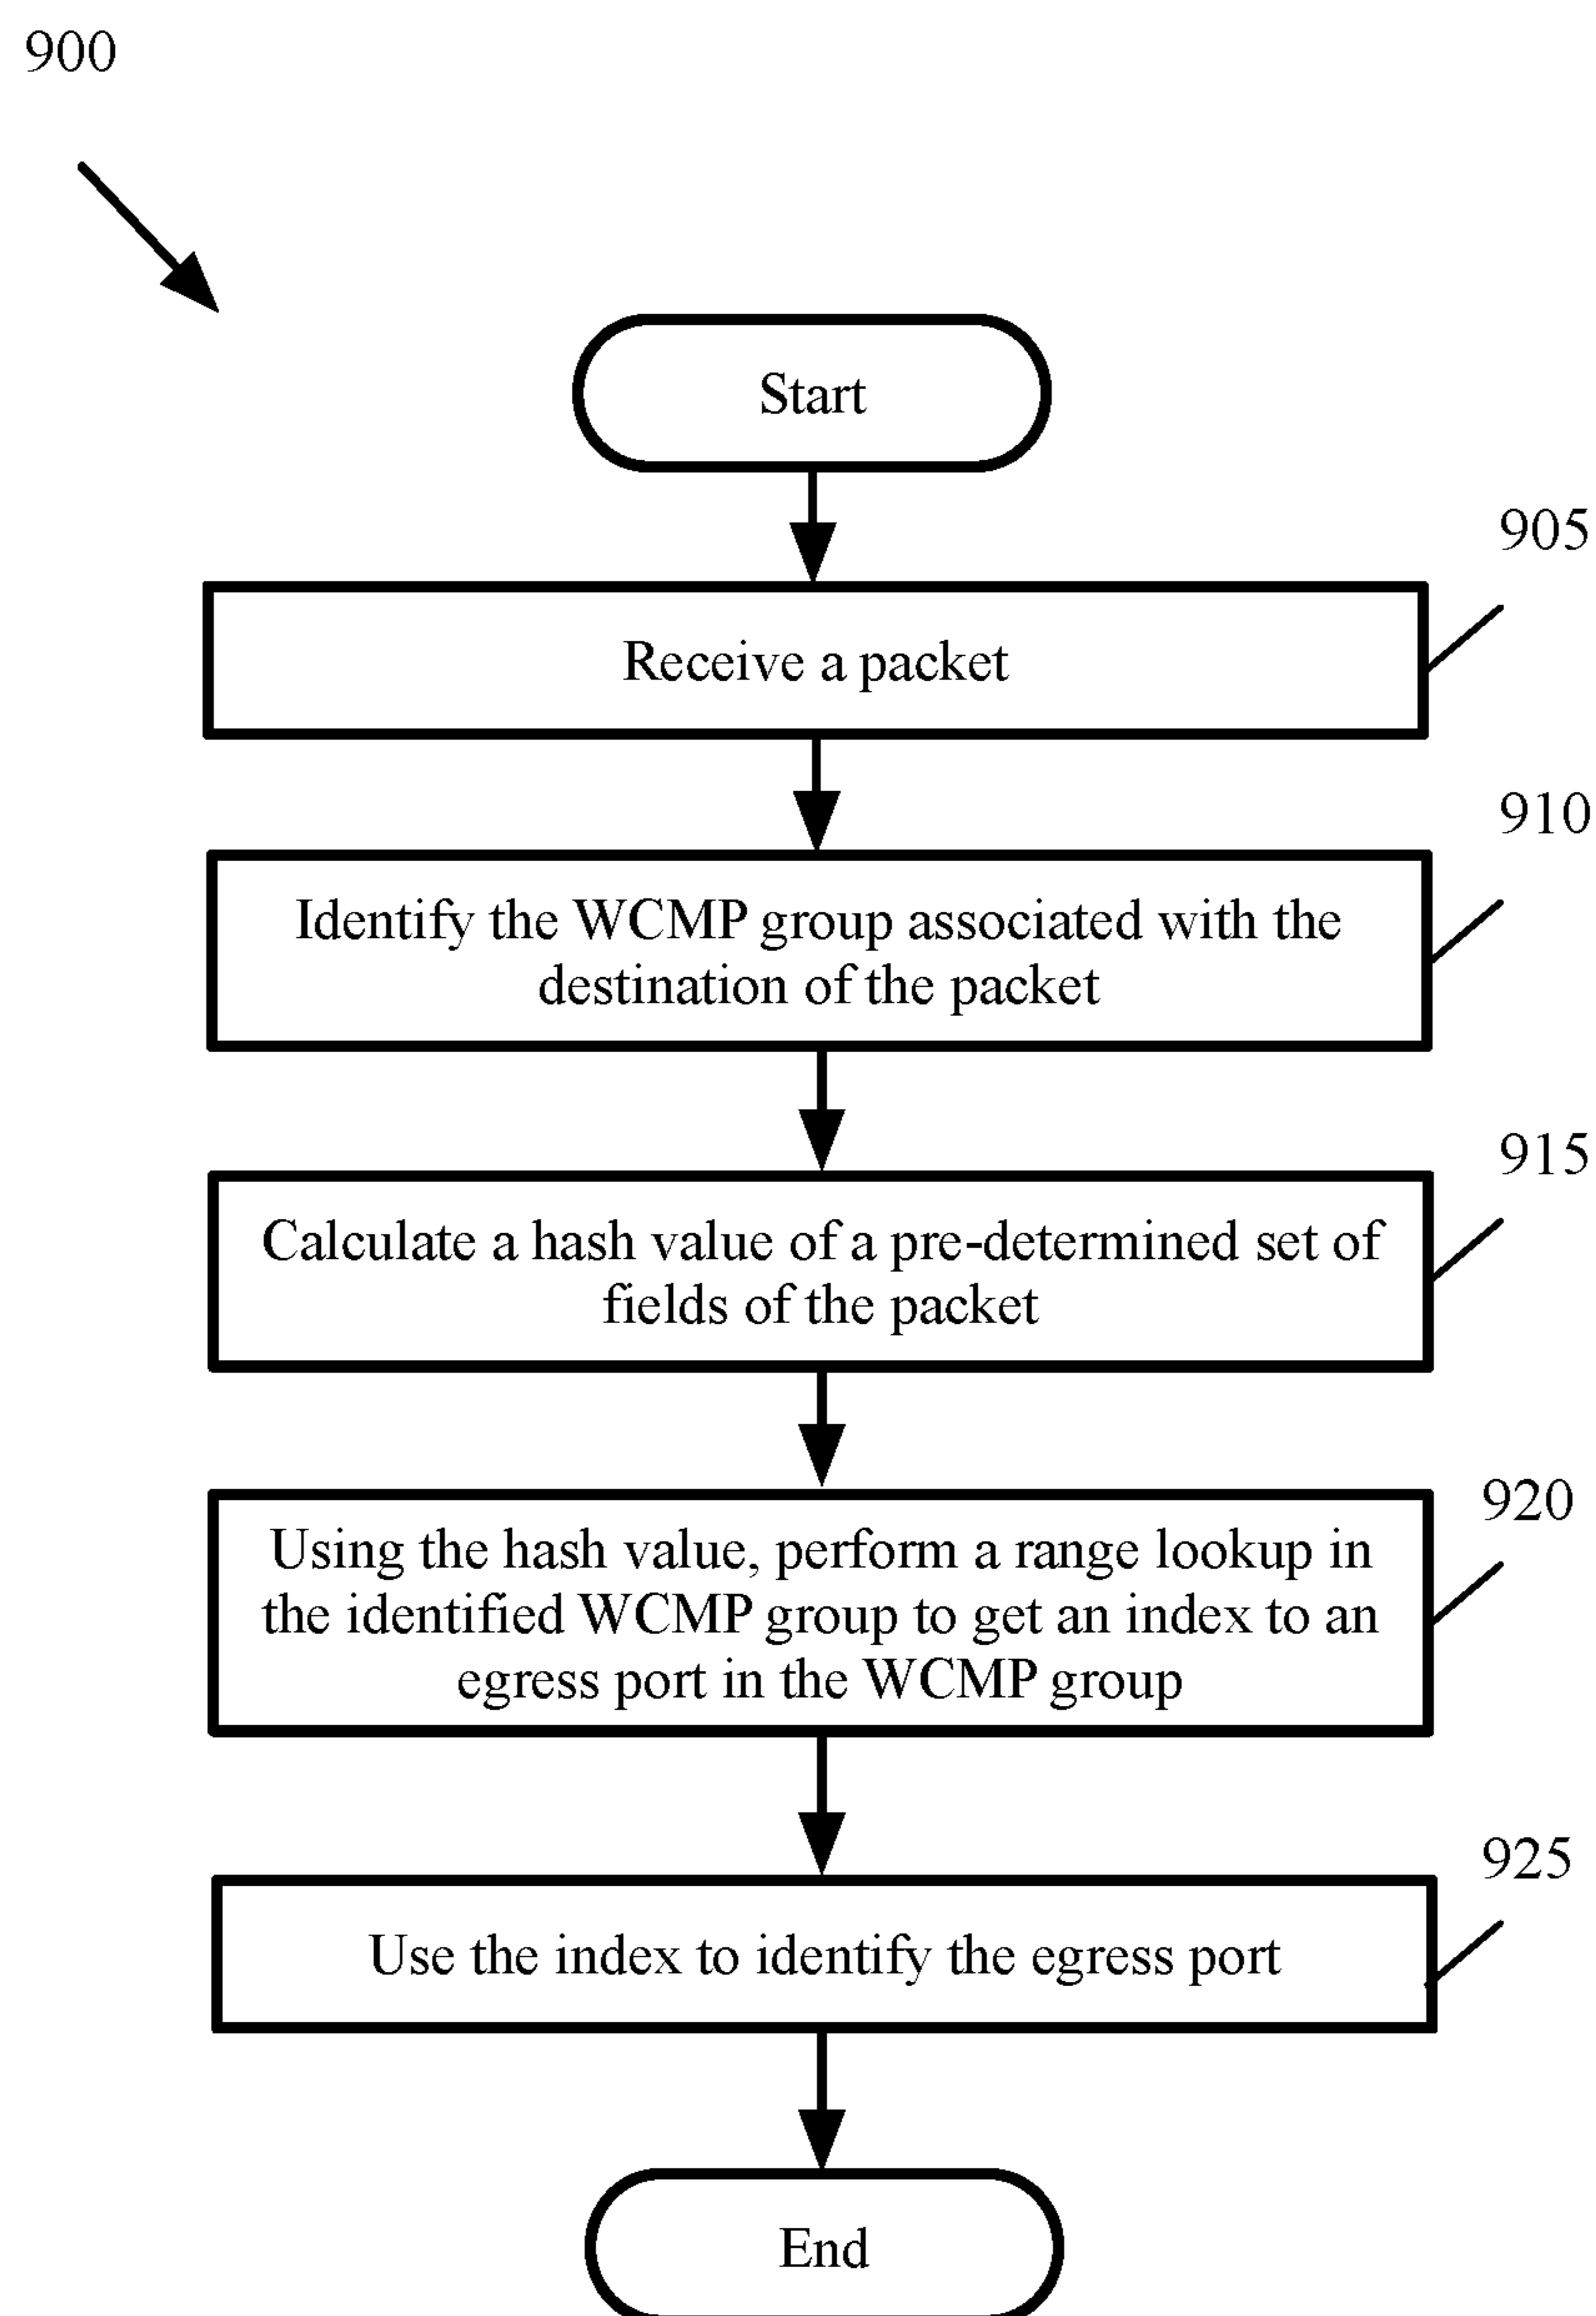 900
Start
905
Receive a packet
910
Identify the WCMP group associated with the
destination of the packet
915
Calculate a hash value of a pre-determined set of
fields of the packet
920
Using the hash value, perform a range lookup in
the identified WCMP group to get an index to an
egress port in the WCMP group
925
Use the index to identify the egress port
End